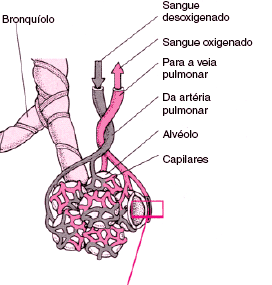 Bronquíolo
Sangue
desoxigenado
Sangue oxigenado
Para a veia
pulmonar
Da artéria
pulmonar
Alvéolo
Capilares